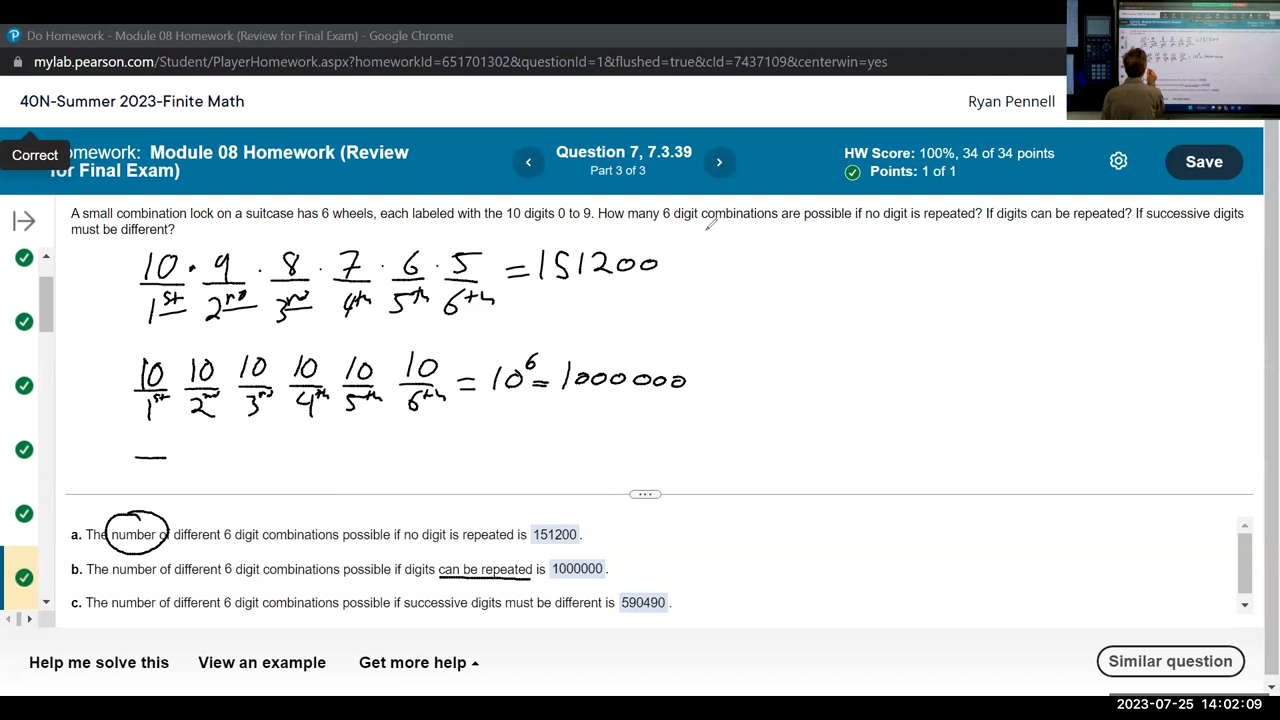 Do Homework - Module 08 Homework (Review for Final Exam) - Google Ch
mylab.pearson.com/Student/PlayerHomework.aspx?homeworkId=
questionId=1&flushed=true&cId=7437109&centerwin=yes
40N-Summer 2023-Finite Math
Ryan Pennell
Correct
omework: Module 08 Homework (Review
for Final Exam)
Question 7, 7.3.39
Part 3 of 3
HW Score: 100%, 34 of 34 points
Points: 1 of 1
Save
A small combination lock on a suitcase has 6 wheels, each labeled with the 10 digits 0 to 9. How many 6 digit combinations are possible if no digit is repeated? If digits can be repeated? If successive digits
must be different?
10 · 9 · 8 · 7 · 6 · 5 = 151200
1st 2nd 3rd 4th 5th 6th
10 10 10 10 10 10 = 10^6 = 1000000
1st 2nd 3rd 4th 5th 6th
a. The number of different 6 digit combinations possible if no digit is repeated is 151200.
b. The number of different 6 digit combinations possible if digits can be repeated is 1000000.
c. The number of different 6 digit combinations possible if successive digits must be different is 590490.
Help me solve this
View an example
Get more help
Similar question
2023-07-25 14:02:09